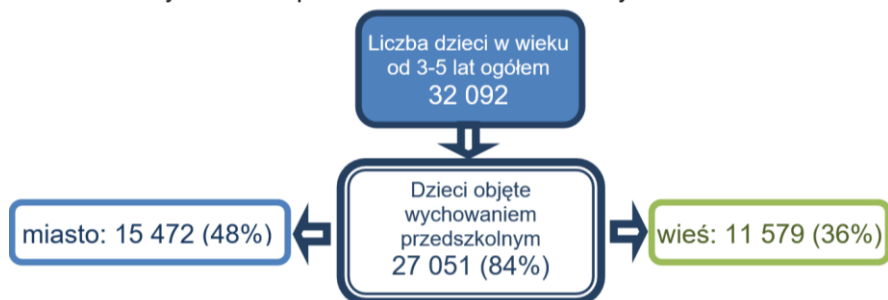 Liczba dzieci w wieku
od 3-5 lat ogółem
32 092
Dzieci objęte
wychowaniem
przedszkolnym
27 051 (84%)
miasto: 15 472 (48%)
wieś: 11 579 (36%)